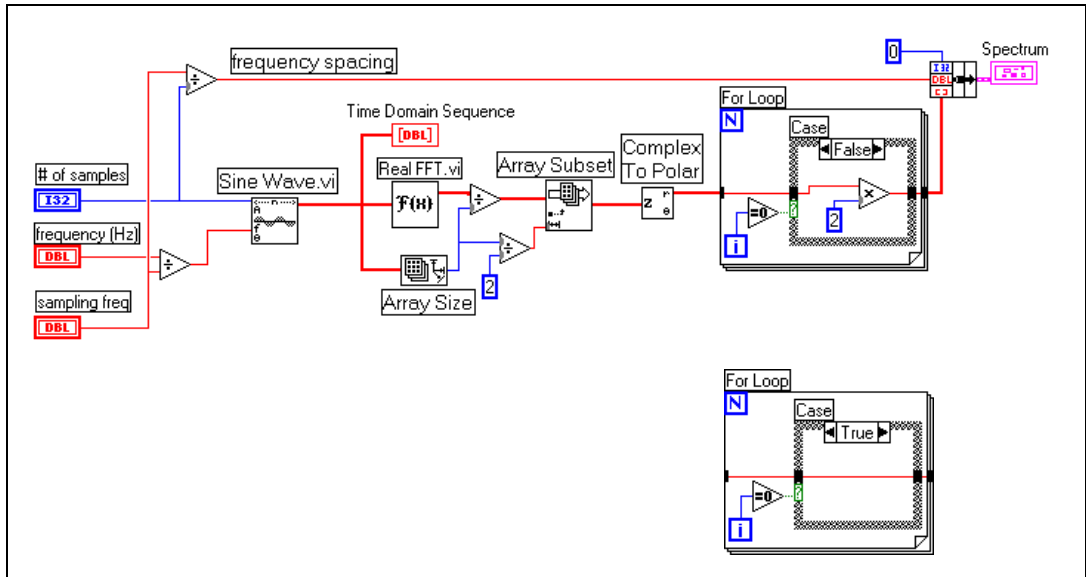 frequency spacing
0
Spectrum
I32
DBL
[ ]
Time Domain Sequence
[DBL]
For Loop
N
Case
False
# of samples
I32
Sine Wave.vi
Real FFT.vi
Array Subset
Complex
To Polar
A
n
f
θ
F(x)
z
r
θ
=0
?
×
2
i
÷
÷
÷
÷
frequency (Hz)
DBL
2
Array Size
sampling freq
DBL
For Loop
N
Case
True
=0
?
i